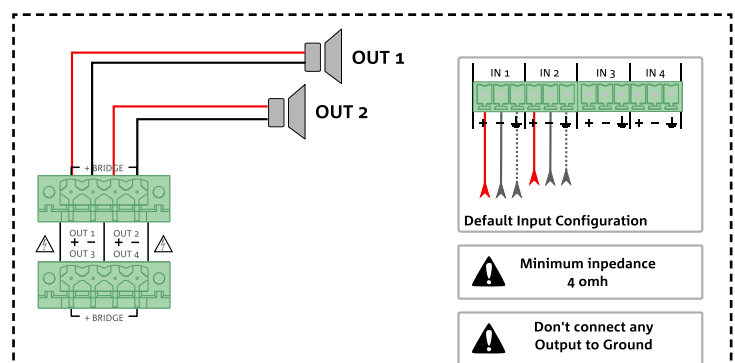 OUT 1
OUT 2
+ BRIDGE -
OUT 1 OUT 2
+ - + -
OUT 3 OUT 4
+ BRIDGE -
IN 1 IN 2 IN 3 IN 4
+ - + - + - + -
Default Input Configuration
Minimum inpedance
4 omh
Don't connect any
Output to Ground